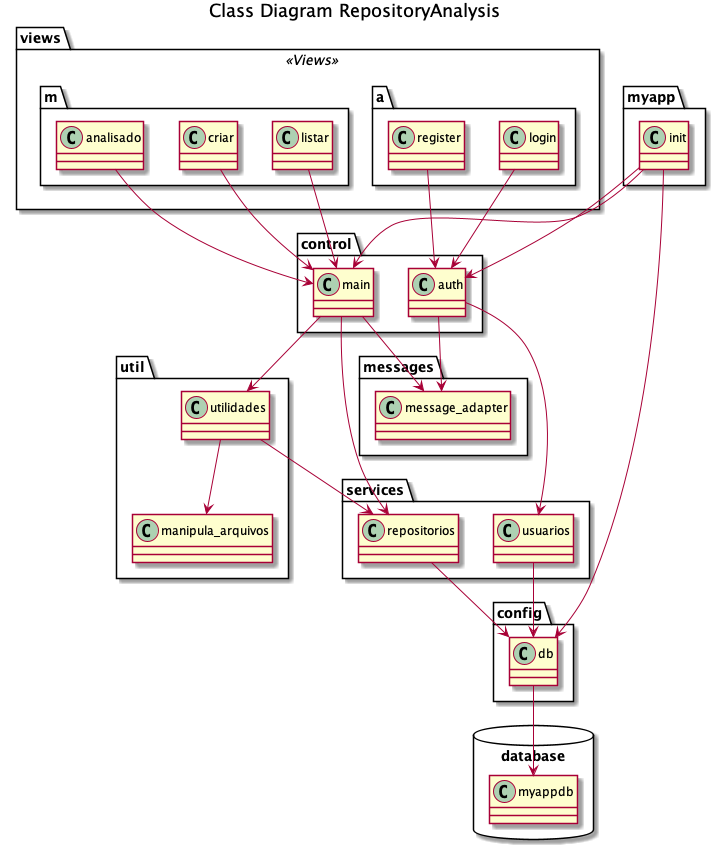 Class Diagram RepositoryAnalysis
views
«Views»
m
a
myapp
C analisado
C criar
C listar
C register
C login
C init
control
C main
C auth
util
messages
C utilidades
C message_adapter
services
C manipula_arquivos
C repositorios
C usuarios
config
C db
database
C myappdb